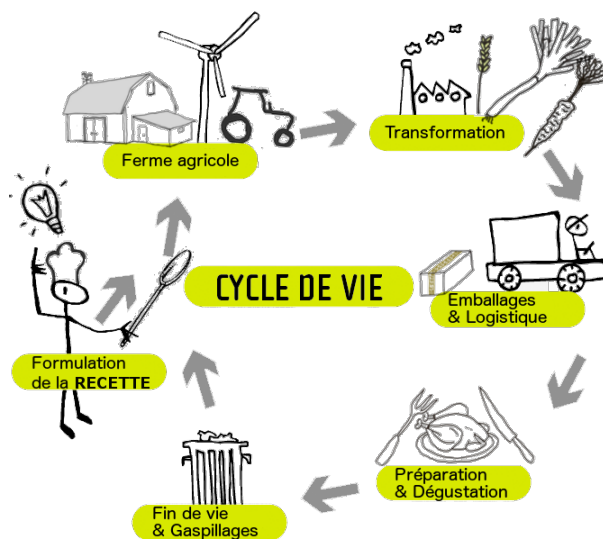 Ferme agricole
Transformation
CYCLE DE VIE
Emballages
& Logistique
Formulation
de la RECETTE
Préparation
& Dégustation
Fin de vie
& Gaspillages